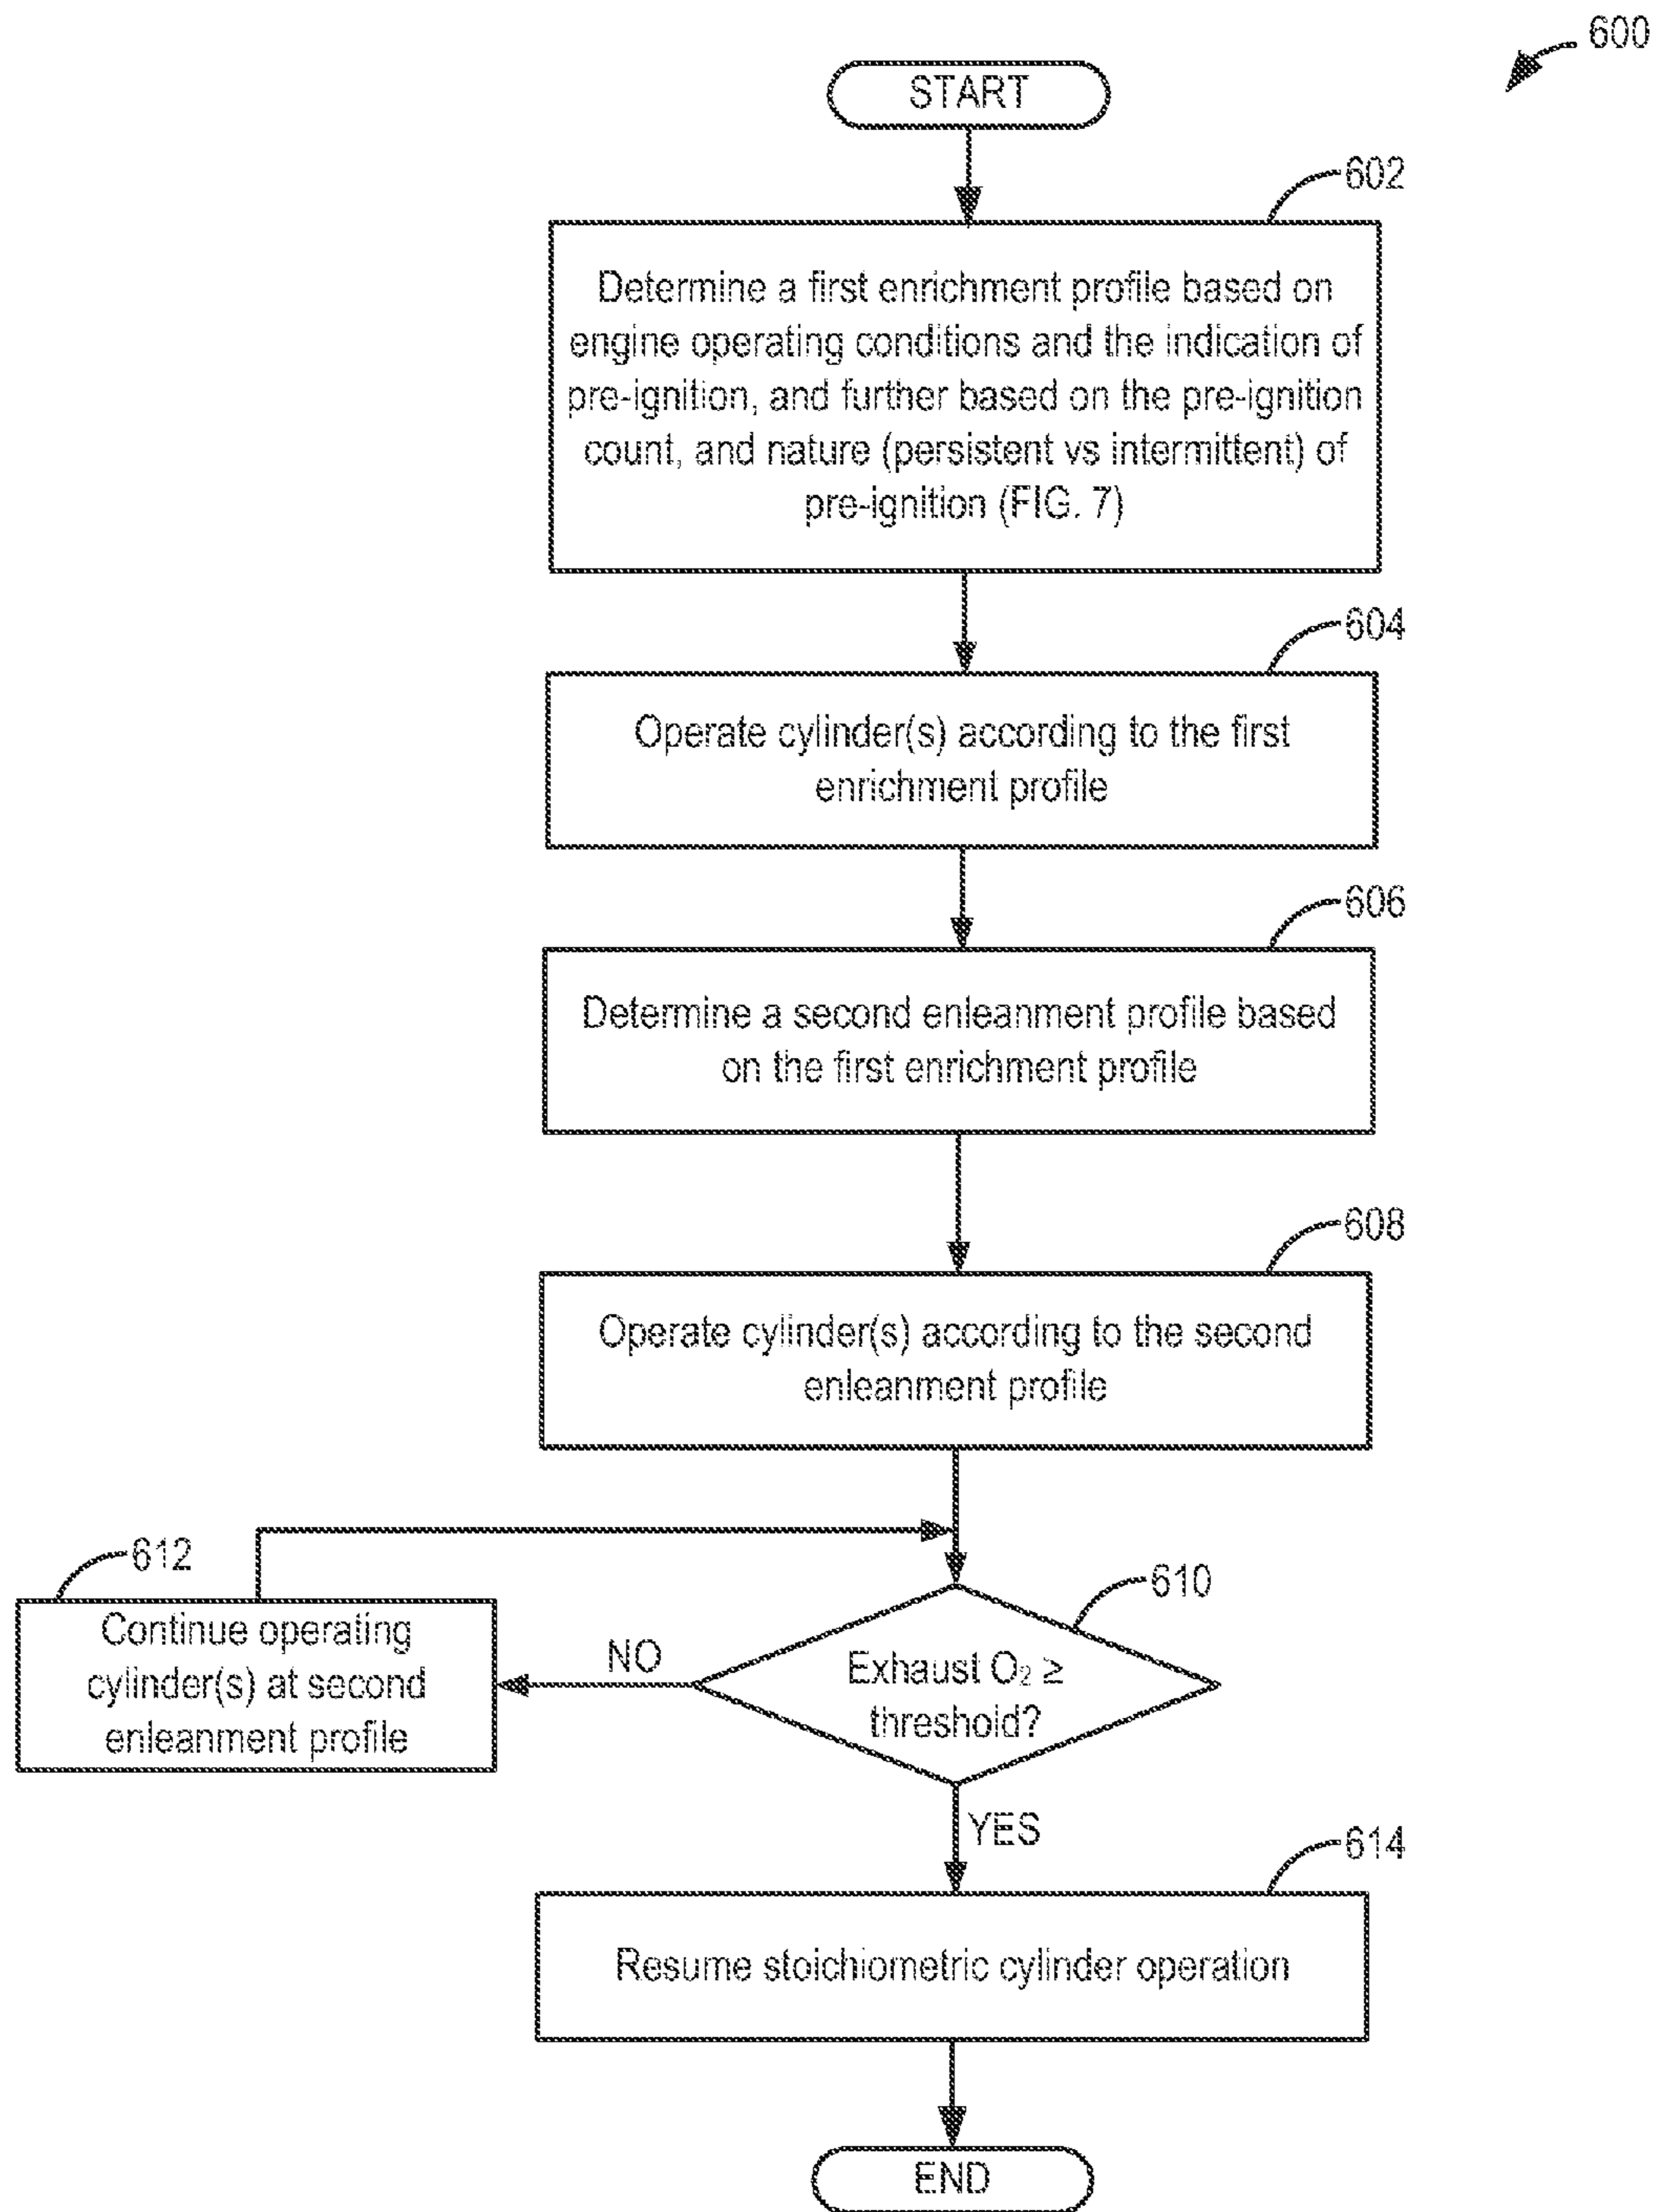 600
START
602
Determine a first enrichment profile based on
engine operating conditions and the indication of
pre-ignition, and further based on the pre-ignition
count, and nature (persistent vs intermittent) of
pre-ignition (FIG. 7)
604
Operate cylinder(s) according to the first
enrichment profile
606
Determine a second enleanment profile based
on the first enrichment profile
608
Operate cylinder(s) according to the second
enleanment profile
612
Continue operating
cylinder(s) at second
enleanment profile
NO
610
Exhaust O₂ ≥
threshold?
YES
614
Resume stoichiometric cylinder operation
END